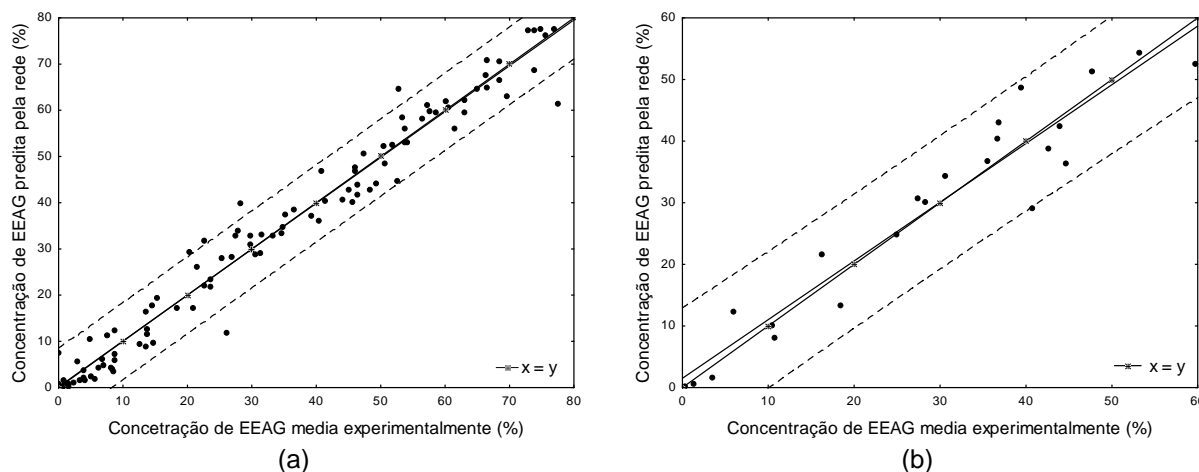 Concentração de EEAG predita pela rede (%)
80
70
60
50
40
30
20
10
0
0 10 20 30 40 50 60 70 80
x = y
Concetração de EEAG media experimentalmente (%)
(a)
Concentração de EEAG predita pela rede (%)
60
50
40
30
20
10
0
0 10 20 30 40 50 60
x = y
Concentração de EEAG media experimentalmente (%)
(b)